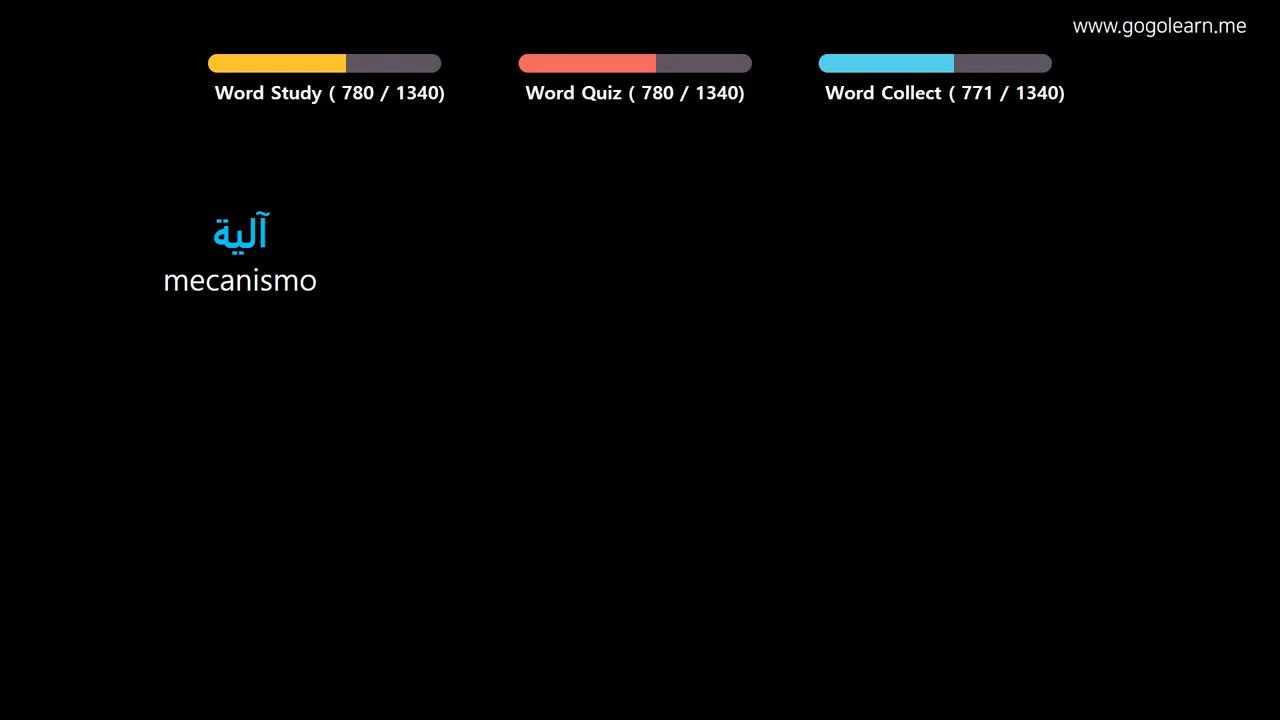 www.gogolearn.me
Word Study ( 780 / 1340)
Word Quiz ( 780 / 1340)
Word Collect ( 771 / 1340)
آلية
mecanismo